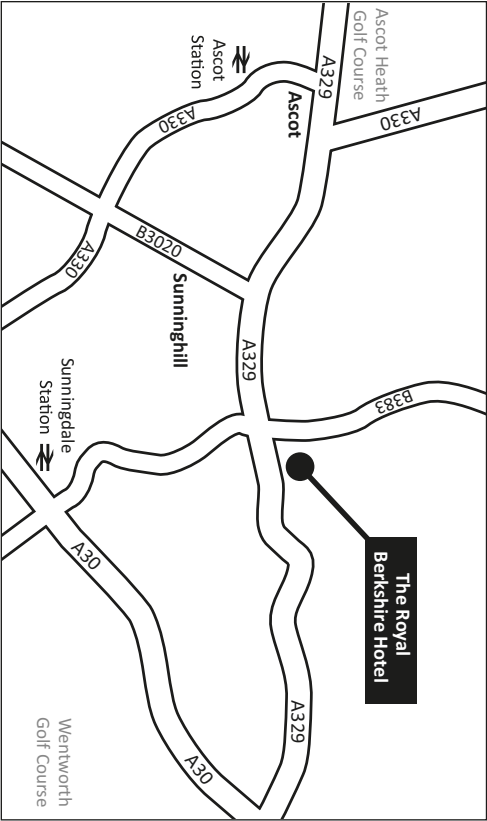 Ascot Heath
Golf Course
A329
A330
Ascot
Ascot
Station
A330
B3020
A330
Sunninghill
A329
B383
Sunningdale
Station
The Royal
Berkshire Hotel
A30
A329
A30
Wentworth
Golf Course